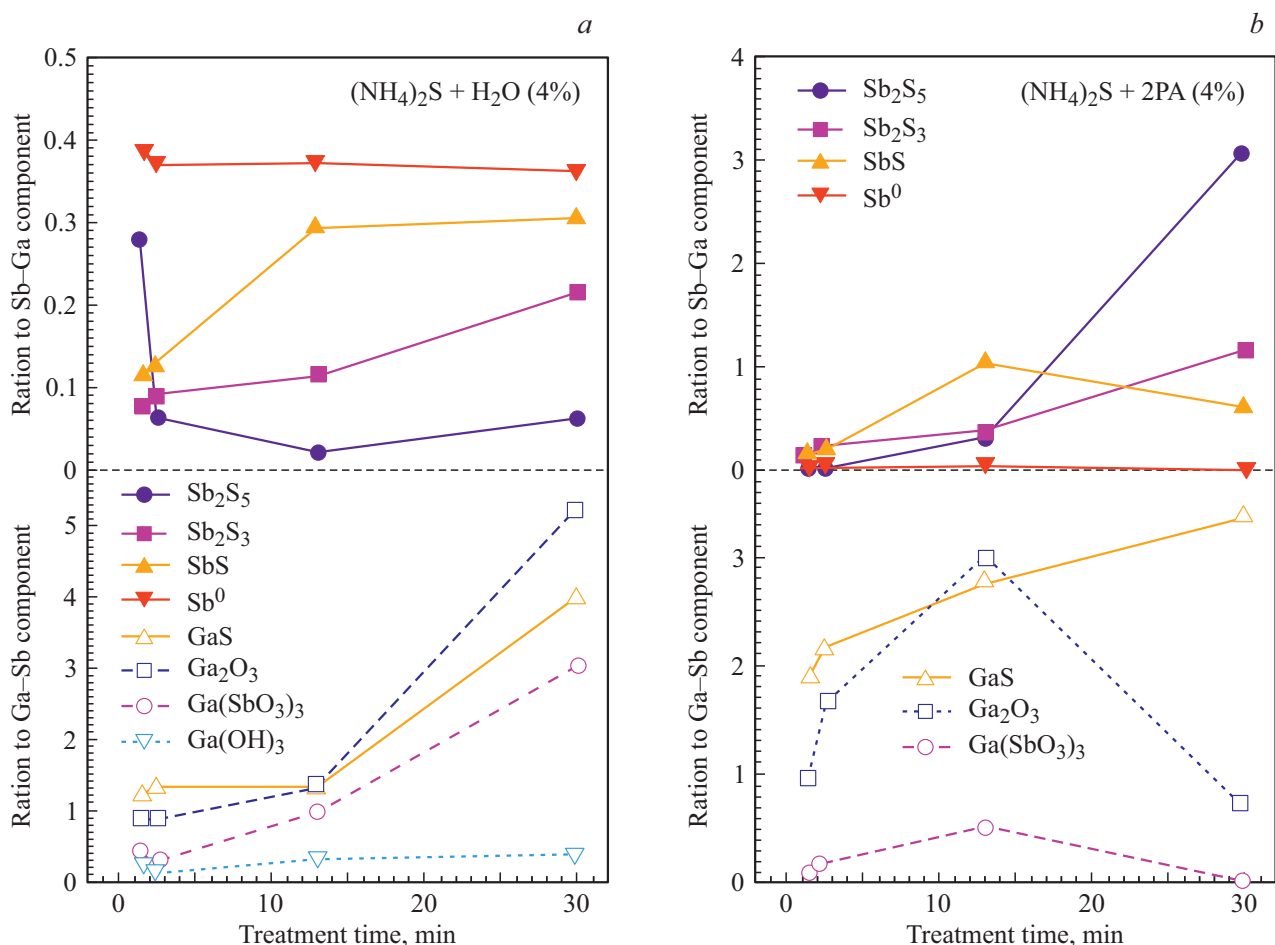 a
0.5
(NH4)2S + H2O (4%)
0.4
0.3
0.2
0.1
0
Ration to Sb–Ga component
Sb2S5
Sb2S3
SbS
Sb0
GaS
Ga2O3
Ga(SbO3)3
Ga(OH)3
5
4
3
2
1
0
Ration to Ga–Sb component
0 10 20 30
Treatment time, min
b
4
Sb2S5
(NH4)2S + 2PA (4%)
Sb2S3
SbS
Sb0
3
2
1
0
Ration to Sb–Ga component
3
2
1
0
GaS
Ga2O3
Ga(SbO3)3
Ration to Ga–Sb component
0 10 20 30
Treatment time, min